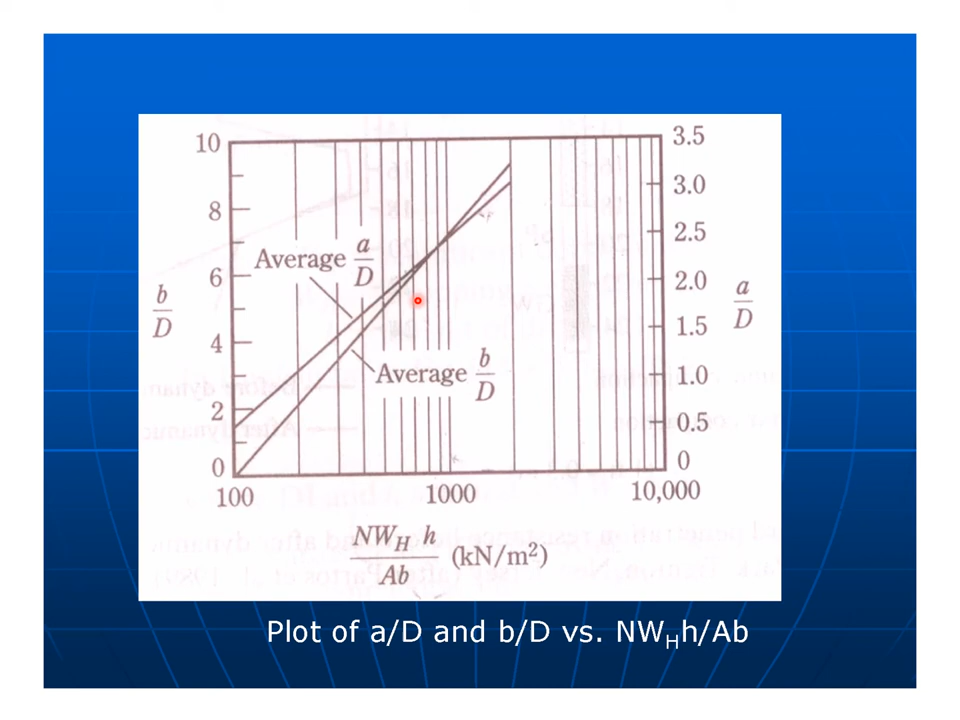 10
8
6
4
2
0
b/D
Average a/D
Average b/D
3.5
3.0
2.5
2.0
1.5
1.0
0.5
0
a/D
100 1000 10,000
NW_H h / Ab (kN/m²)
Plot of a/D and b/D vs. NW_Hh/Ab